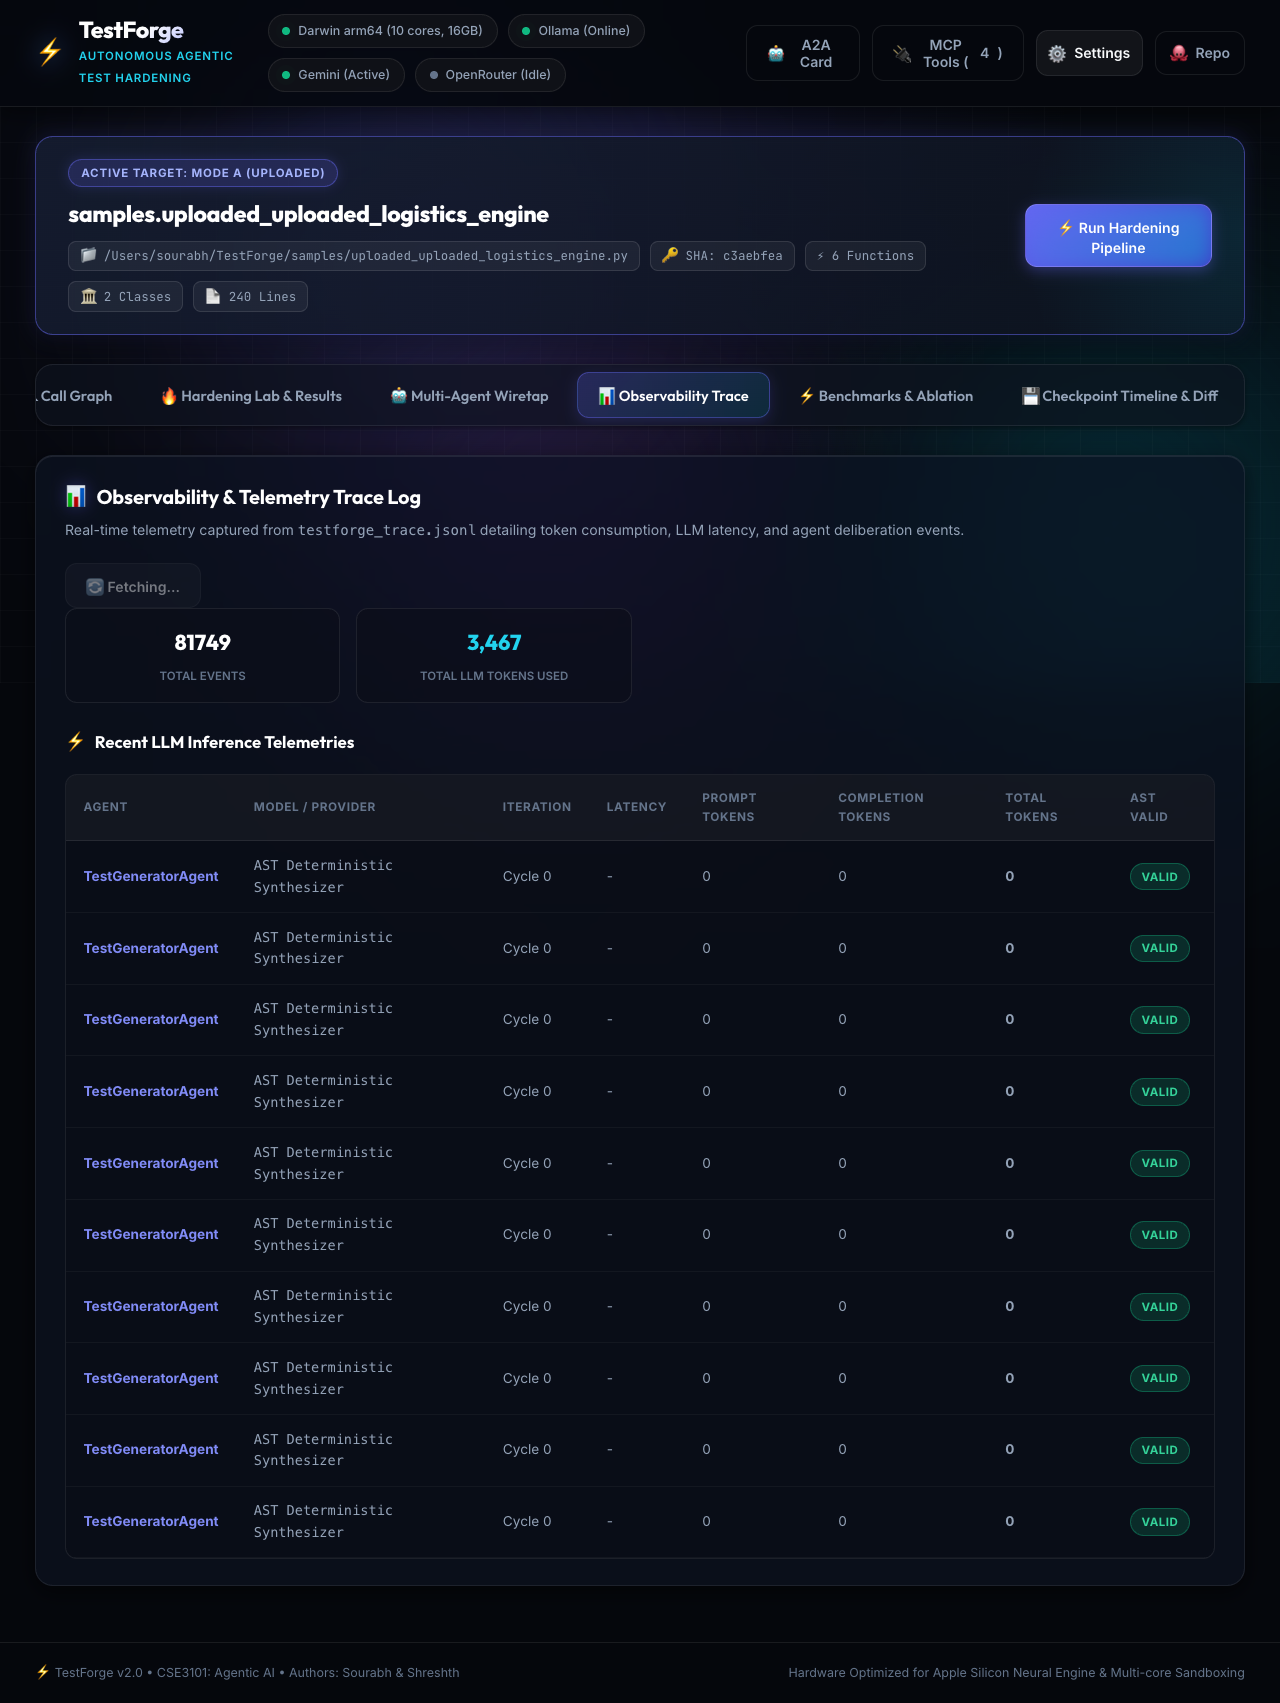 TestForge
AUTONOMOUS AGENTIC
TEST HARDENING
Darwin arm64 (10 cores, 16GB)
Ollama (Online)
Gemini (Active)
OpenRouter (Idle)
A2A
Card
MCP
Tools ( 4 )
Settings
Repo
ACTIVE TARGET: MODE A (UPLOADED)
samples.uploaded_uploaded_logistics_engine
/Users/sourabh/TestForge/samples/uploaded_uploaded_logistics_engine.py
SHA: c3aebfea
⚡ 6 Functions
2 Classes
240 Lines
⚡ Run Hardening
Pipeline
Call Graph
Hardening Lab & Results
Multi-Agent Wiretap
Observability Trace
Benchmarks & Ablation
Checkpoint Timeline & Diff
Observability & Telemetry Trace Log
Real-time telemetry captured from testforge_trace.jsonl detailing token consumption, LLM latency, and agent deliberation events.
Fetching...
81749
TOTAL EVENTS
3,467
TOTAL LLM TOKENS USED
Recent LLM Inference Telemetries
AGENT MODEL / PROVIDER ITERATION LATENCY PROMPT TOKENS COMPLETION TOKENS TOTAL TOKENS AST VALID
TestGeneratorAgent AST Deterministic Synthesizer Cycle 0 - 0 0 0 VALID
TestGeneratorAgent AST Deterministic Synthesizer Cycle 0 - 0 0 0 VALID
TestGeneratorAgent AST Deterministic Synthesizer Cycle 0 - 0 0 0 VALID
TestGeneratorAgent AST Deterministic Synthesizer Cycle 0 - 0 0 0 VALID
TestGeneratorAgent AST Deterministic Synthesizer Cycle 0 - 0 0 0 VALID
TestGeneratorAgent AST Deterministic Synthesizer Cycle 0 - 0 0 0 VALID
TestGeneratorAgent AST Deterministic Synthesizer Cycle 0 - 0 0 0 VALID
TestGeneratorAgent AST Deterministic Synthesizer Cycle 0 - 0 0 0 VALID
TestGeneratorAgent AST Deterministic Synthesizer Cycle 0 - 0 0 0 VALID
TestGeneratorAgent AST Deterministic Synthesizer Cycle 0 - 0 0 0 VALID
⚡ TestForge v2.0 • CSE3101: Agentic AI • Authors: Sourabh & Shreshth
Hardware Optimized for Apple Silicon Neural Engine & Multi-core Sandboxing